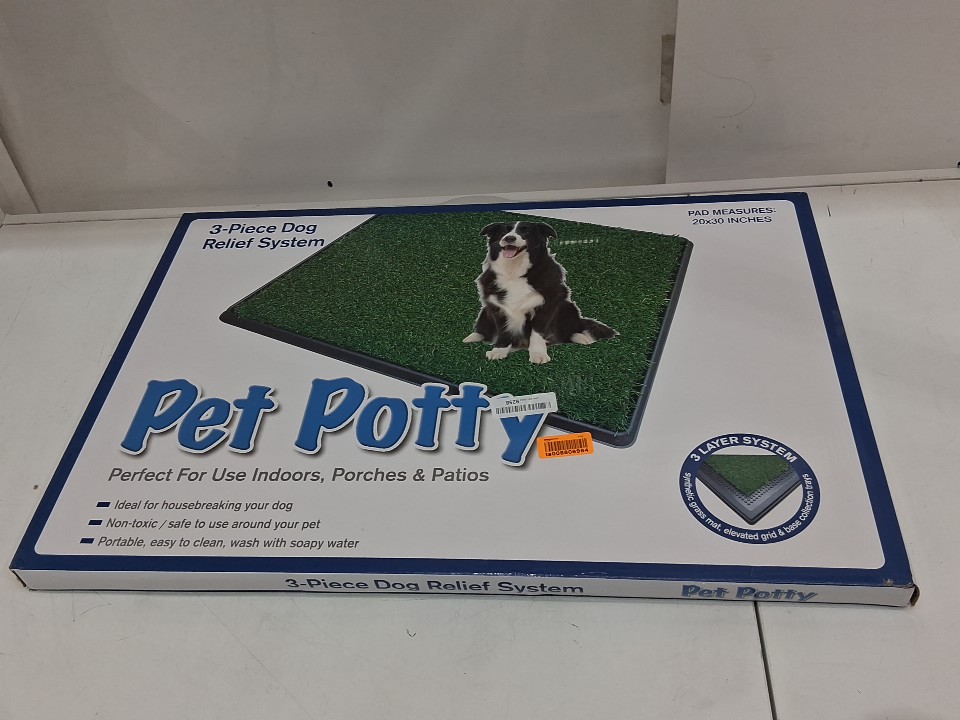 3-Piece Dog
Relief System
PAD MEASURES:
20x30 INCHES
Pet Potty
Perfect For Use Indoors, Porches & Patios
Ideal for housebreaking your dog
Non-toxic / safe to use around your pet
Portable, easy to clean, wash with soapy water
3 LAYER SYSTEM
synthetic grass mat, elevated grid & base collection trays
3-Piece Dog Relief System
Pet Potty